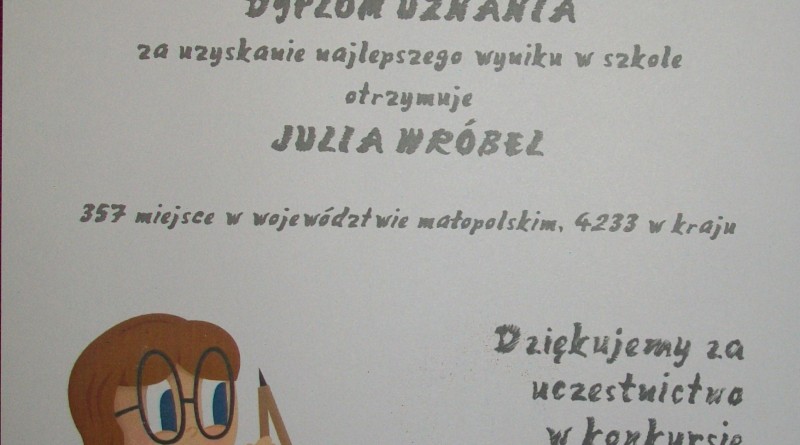 DYPLOM UZNANIA
za uzyskanie najlepszego wyniku w szkole
otrzymuje
JULIA WRÓBEL
357 miejsce w województwie małopolskim, 4233 w kraju
Dziękujemy za
uczestnictwo
w konkursie